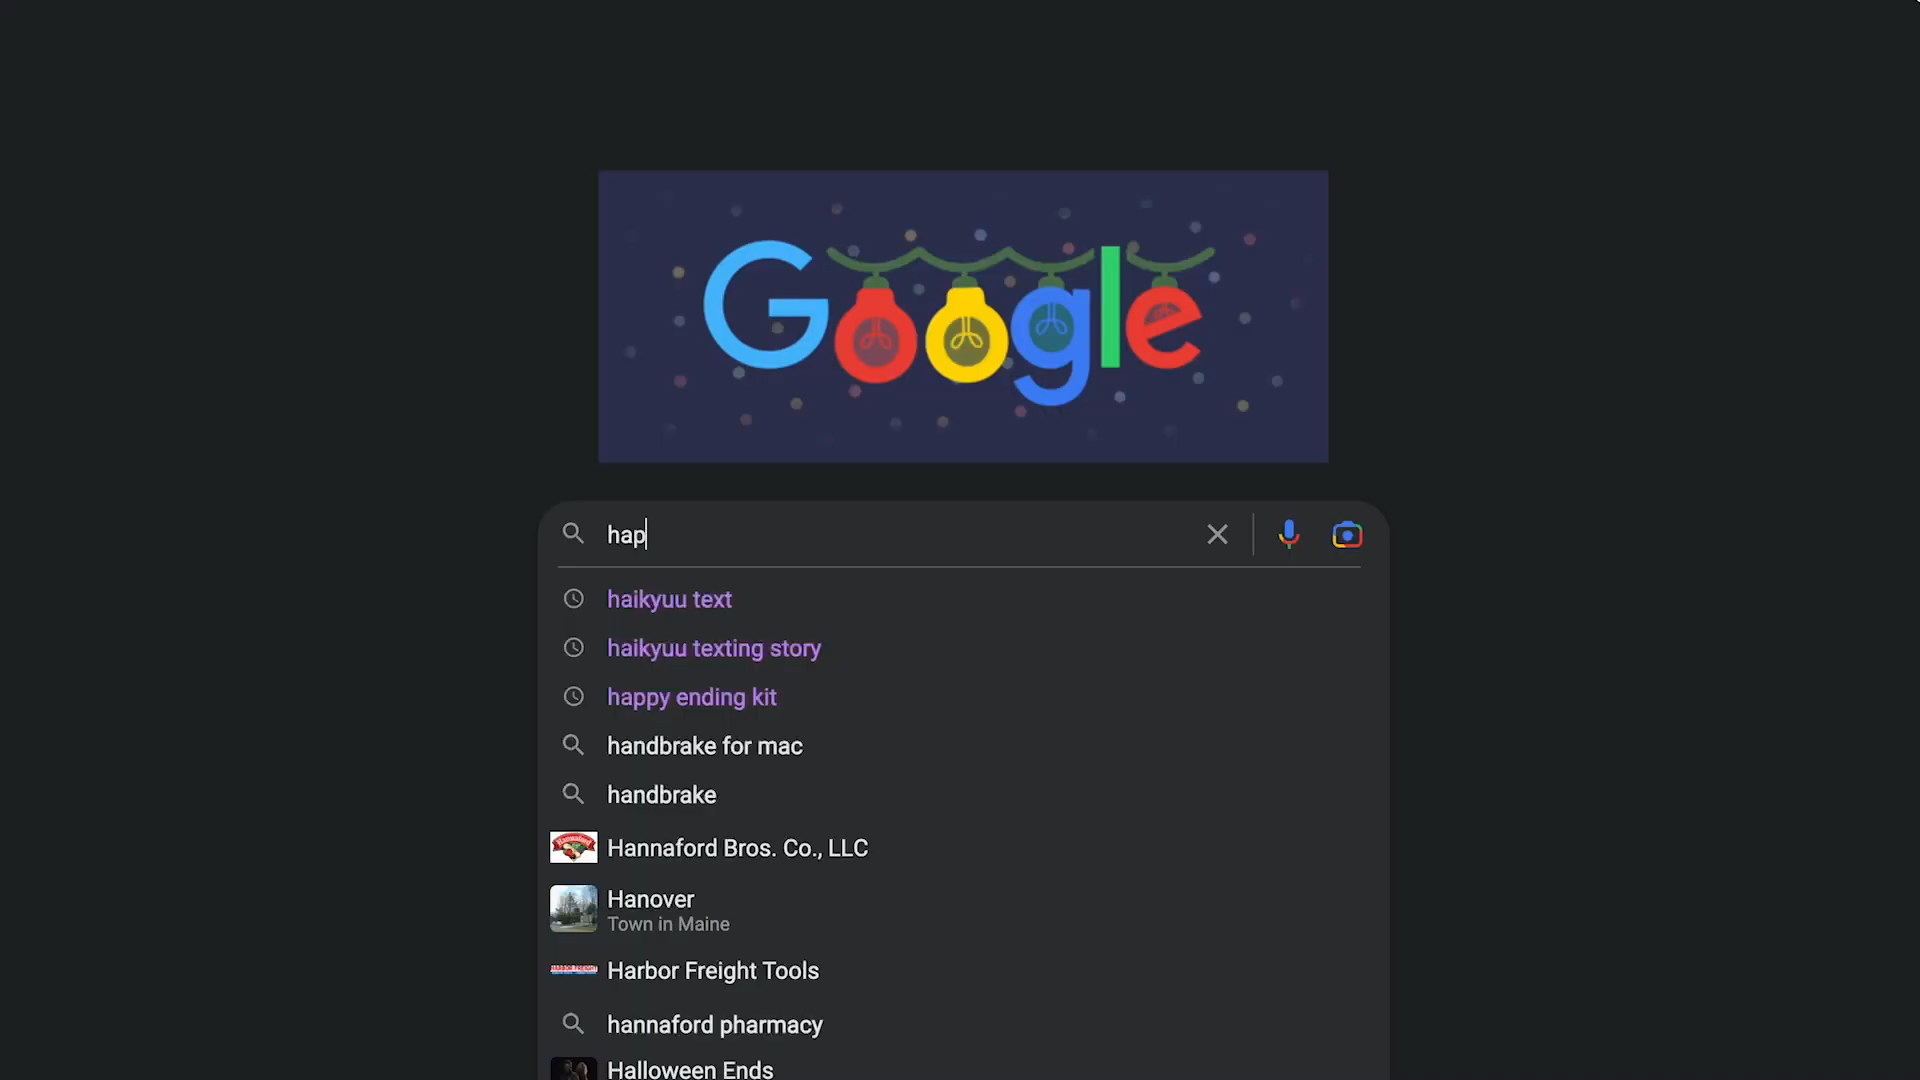 Google
hap
haikyuu text
haikyuu texting story
happy ending kit
handbrake for mac
handbrake
Hannaford Bros. Co., LLC
Hanover
Town in Maine
Harbor Freight Tools
hannaford pharmacy
Halloween Ends